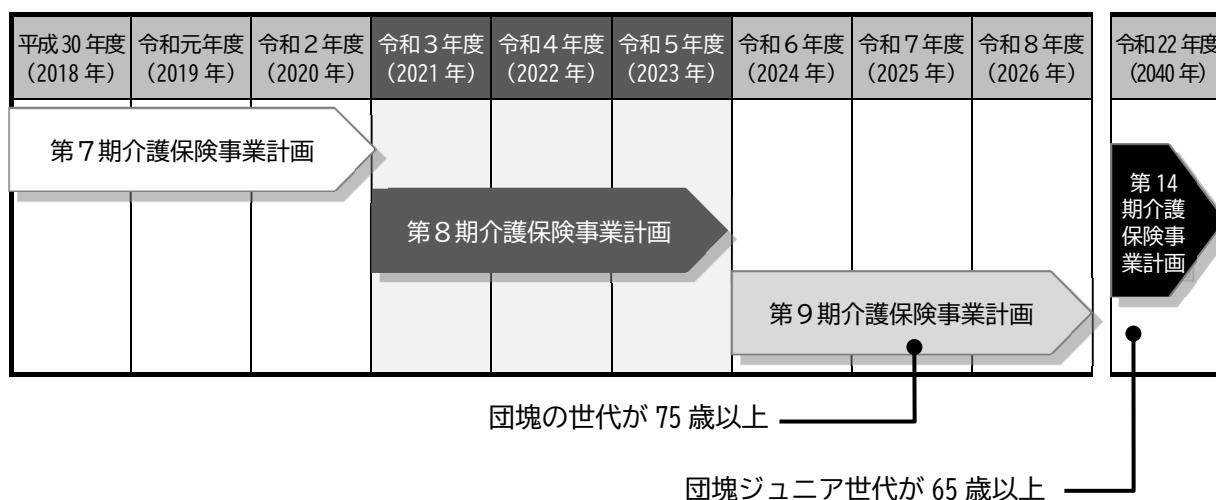 平成30年度 令和元年度 令和２年度 令和３年度 令和４年度 令和５年度 令和６年度 令和７年度 令和８年度 令和22年度
（2018年） （2019年） （2020年） （2021年） （2022年） （2023年） （2024年） （2025年） （2026年） （2040年）
第７期介護保険事業計画
第８期介護保険事業計画
第９期介護保険事業計画
第14
期介護
保険事
業計画
団塊の世代が75歳以上
団塊ジュニア世代が65歳以上